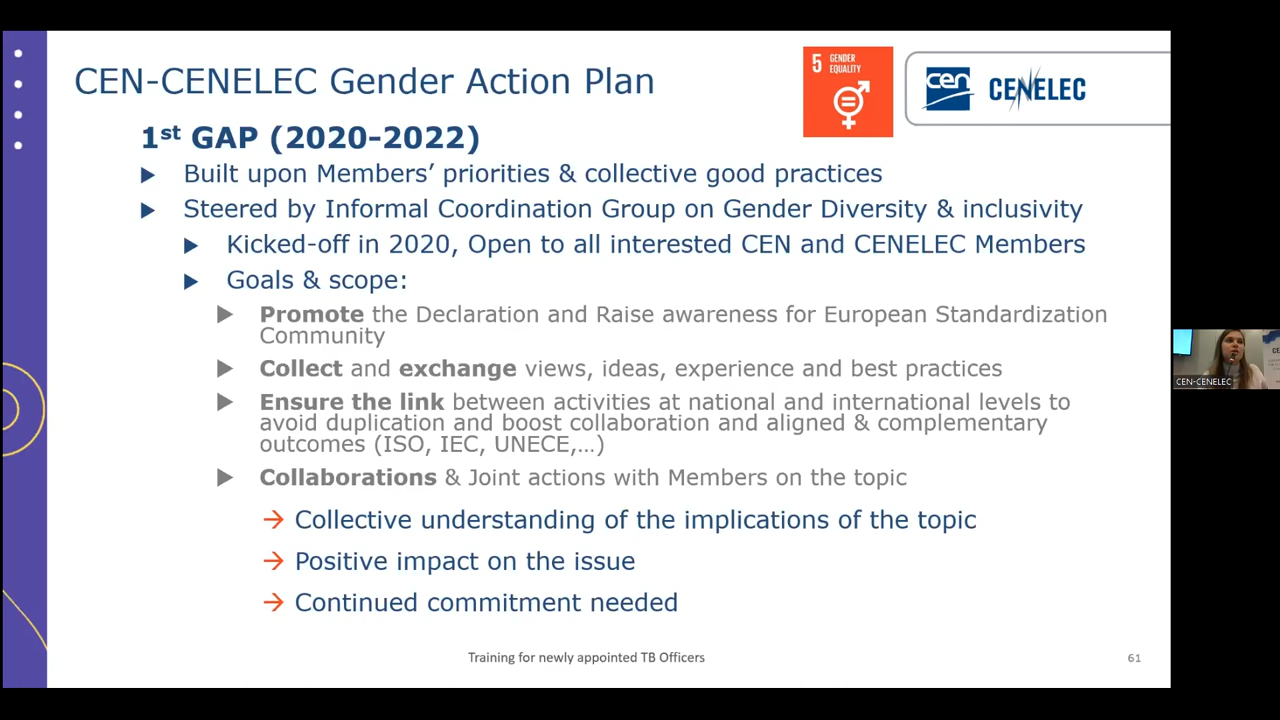 CEN-CENELEC Gender Action Plan
5 GENDER
EQUALITY
cen
CENELEC
1st GAP (2020-2022)
Built upon Members’ priorities & collective good practices
Steered by Informal Coordination Group on Gender Diversity & inclusivity
Kicked-off in 2020, Open to all interested CEN and CENELEC Members
Goals & scope:
Promote the Declaration and Raise awareness for European Standardization
Community
Collect and exchange views, ideas, experience and best practices
Ensure the link between activities at national and international levels to
avoid duplication and boost collaboration and aligned & complementary
outcomes (ISO, IEC, UNECE,…)
Collaborations & Joint actions with Members on the topic
→ Collective understanding of the implications of the topic
→ Positive impact on the issue
→ Continued commitment needed
Training for newly appointed TB Officers
61
CEN-CENELEC